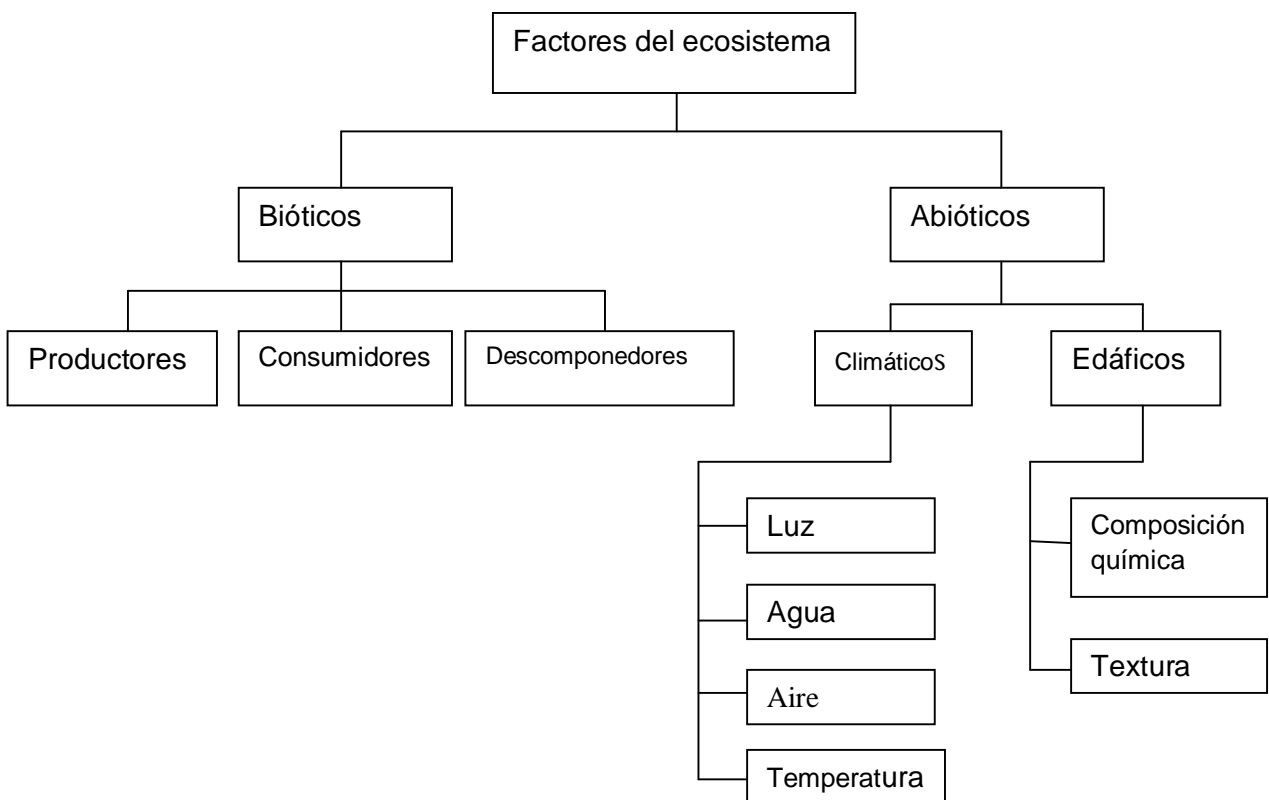 Factores del ecosistema
Bióticos
Abióticos
Productores
Consumidores
Descomponedores
Climáticos
Edáficos
Luz
Agua
Aire
Temperatura
Composición
química
Textura